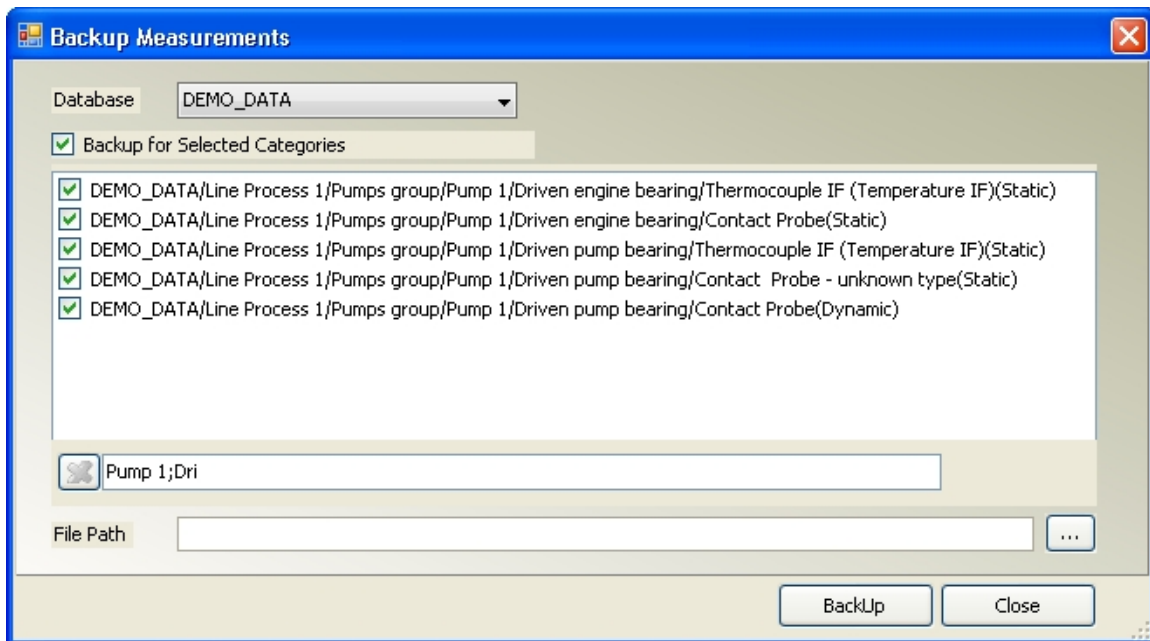 Backup Measurements
Database DEMO_DATA
Backup for Selected Categories
DEMO_DATA/Line Process 1/Pumps group/Pump 1/Driven engine bearing/Thermocouple IF (Temperature IF)(Static)
DEMO_DATA/Line Process 1/Pumps group/Pump 1/Driven engine bearing/Contact Probe(Static)
DEMO_DATA/Line Process 1/Pumps group/Pump 1/Driven pump bearing/Thermocouple IF (Temperature IF)(Static)
DEMO_DATA/Line Process 1/Pumps group/Pump 1/Driven pump bearing/Contact  Probe - unknown type(Static)
DEMO_DATA/Line Process 1/Pumps group/Pump 1/Driven pump bearing/Contact Probe(Dynamic)
Pump 1;Dri
File Path ...
BackUp Close